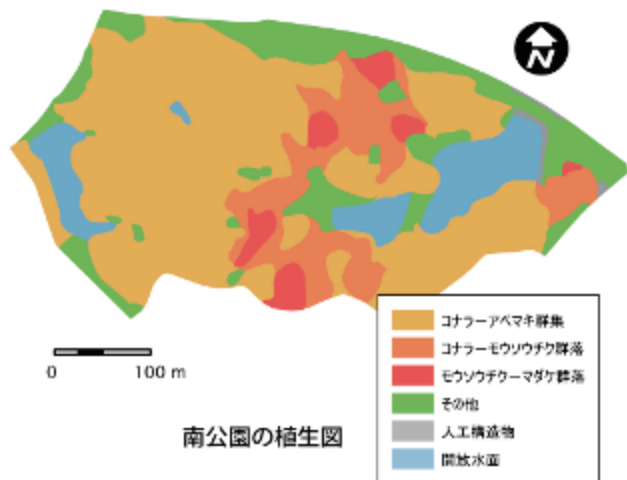 N
コナラーアベマキ群集
コナラーモウソウチク群落
モウソウチクーマダケ群落
その他
人工構造物
開放水面
0 100 m
南公園の植生図